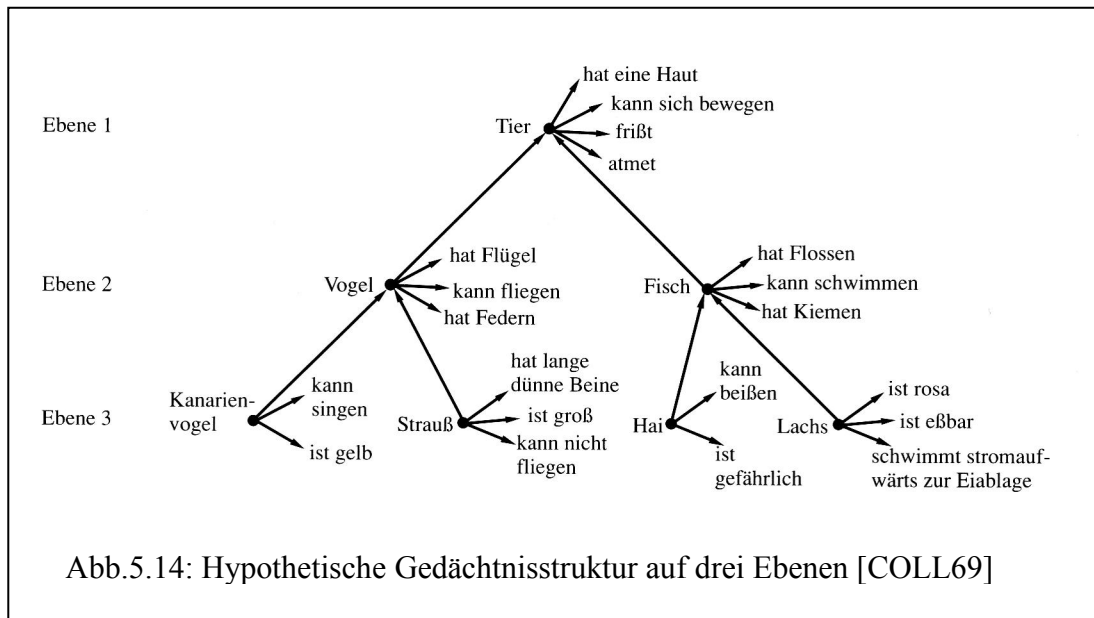 hat eine Haut
kann sich bewegen
Ebene 1
Tier
frißt
atmet
hat Flügel
hat Flossen
Ebene 2
Vogel
kann fliegen
Fisch
kann schwimmen
hat Federn
hat Kiemen
Ebene 3
Kanarien-
vogel
kann
singen
ist gelb
Strauß
hat lange
dünne Beine
ist groß
kann nicht
fliegen
Hai
kann
beißen
ist
gefährlich
Lachs
ist rosa
ist eßbar
schwimmt stromauf-
wärts zur Eiablage
Abb.5.14: Hypothetische Gedächtnisstruktur auf drei Ebenen [COLL69]